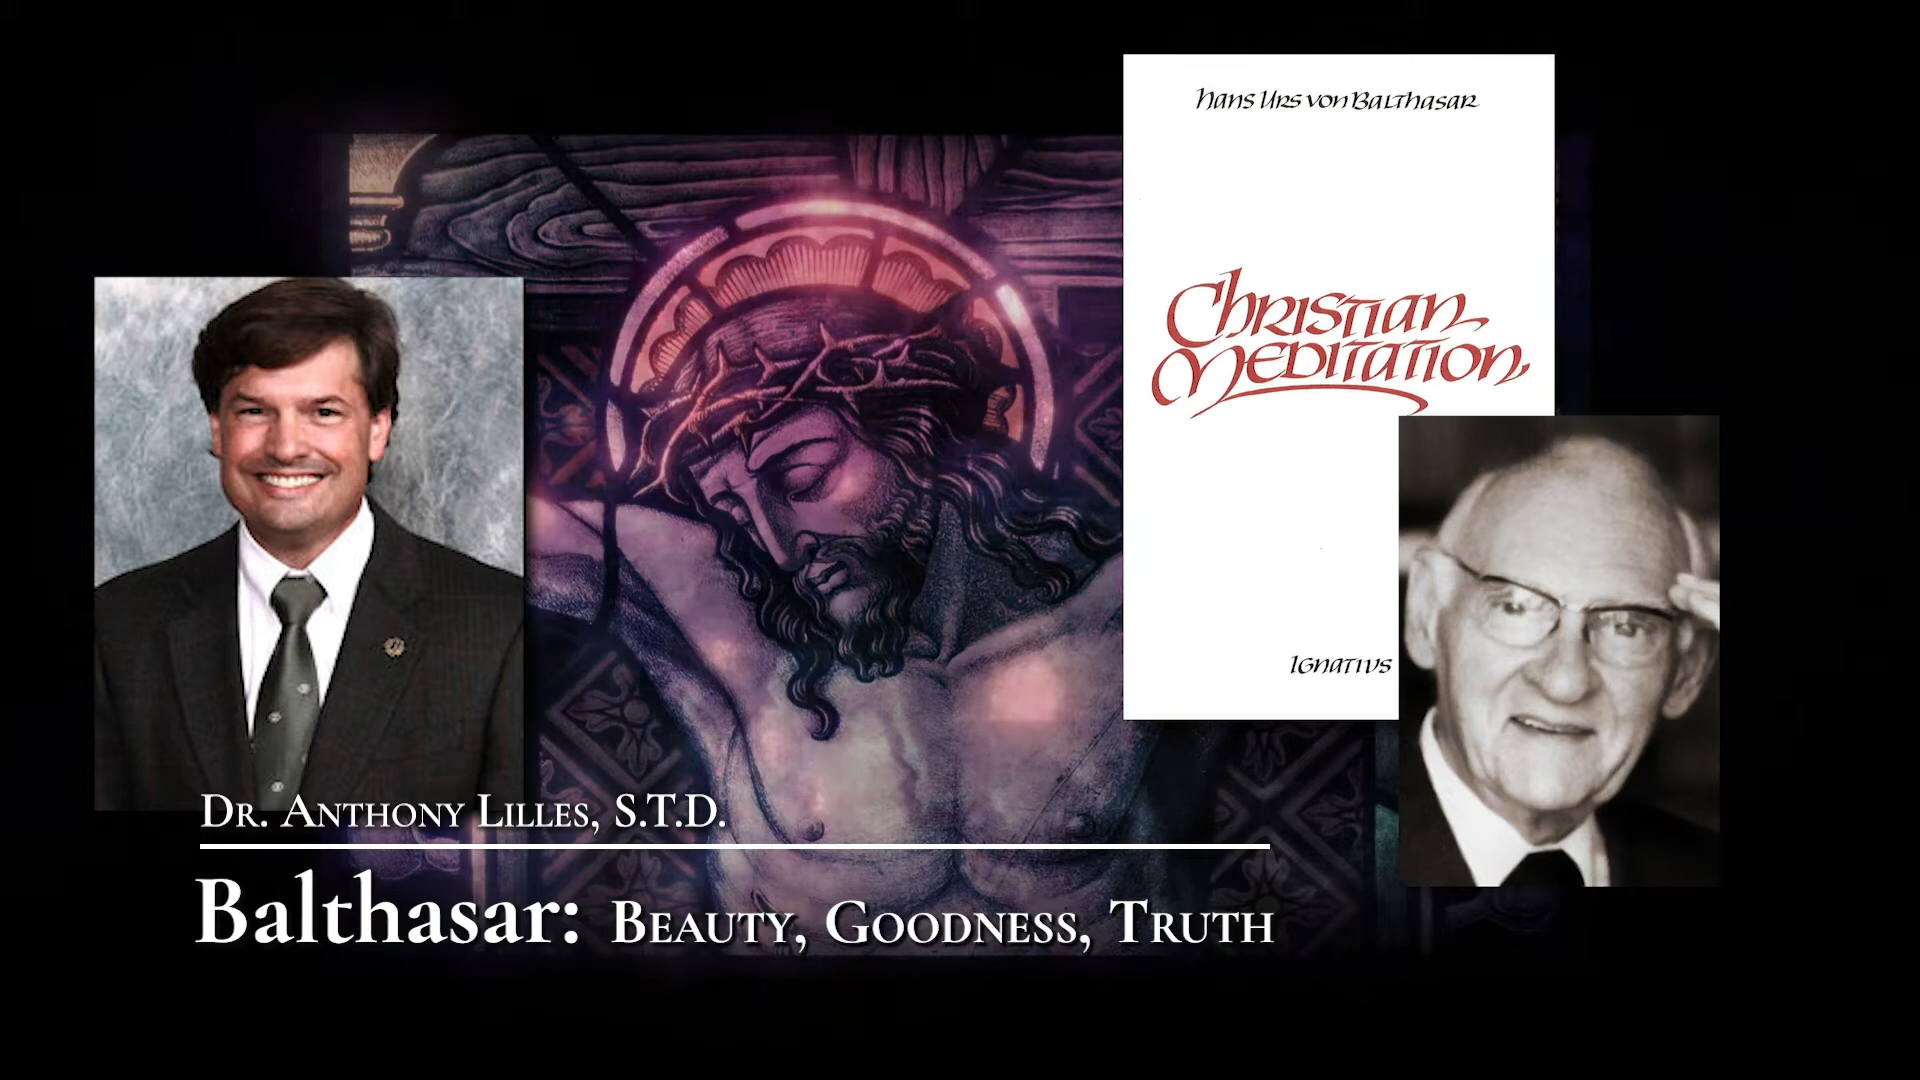 Hans Urs von Balthasar
Christian
Meditation
Ignatius
Dr. Anthony Lilles, S.T.D.
Balthasar: Beauty, Goodness, Truth